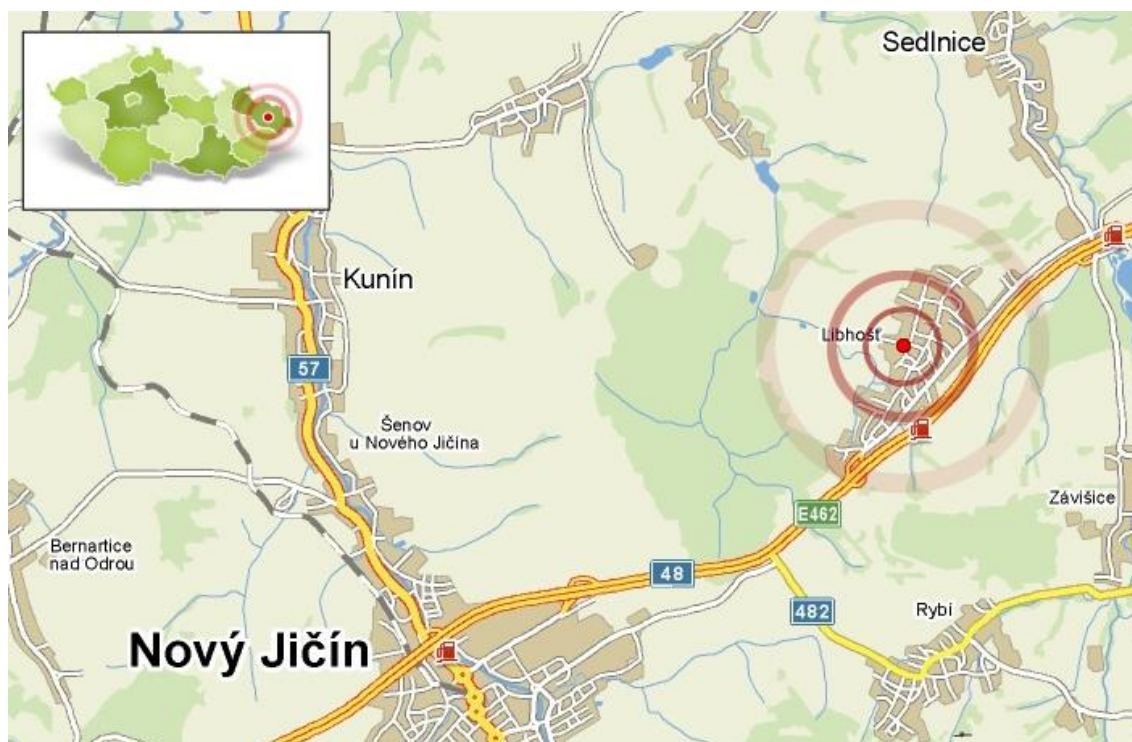 Sedlnice
Kunín
Libhošť
57
Šenov
u Nového Jičína
Závišice
E462
Bernartice
nad Odrou
48
482
Rybí
Nový Jičín